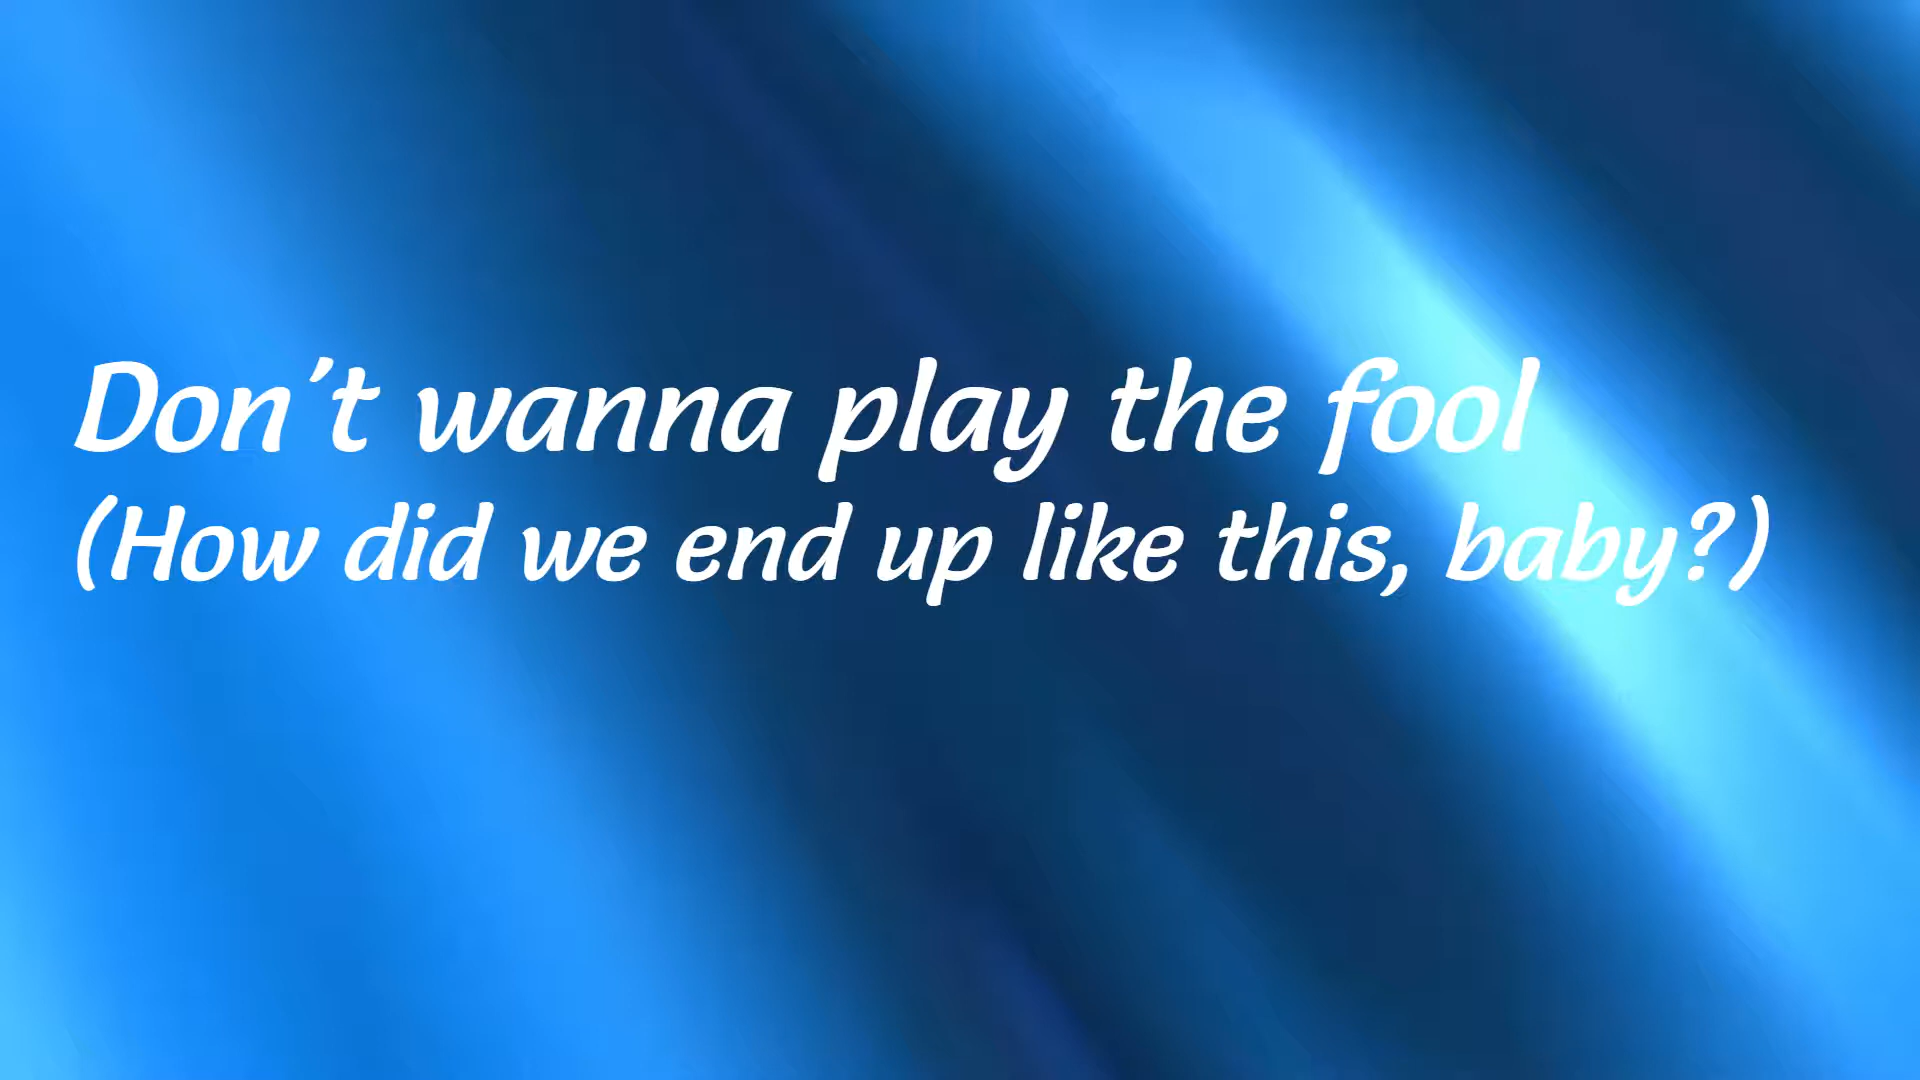 Don't wanna play the fool
(How did we end up like this, baby?)